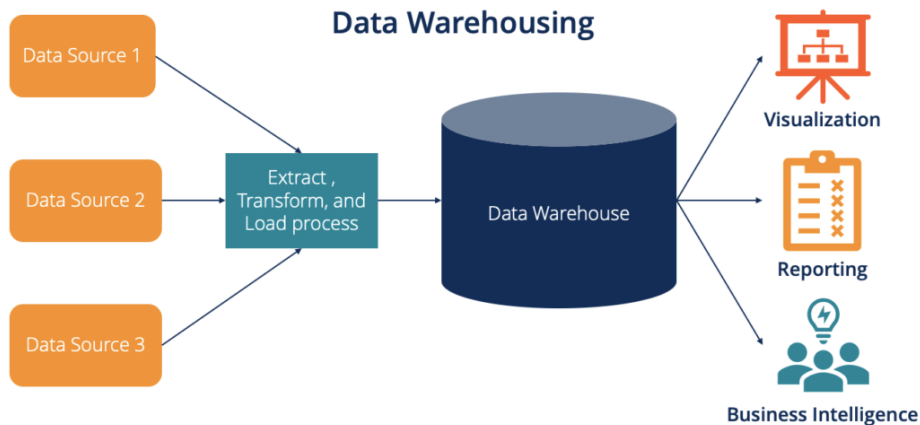 Data Warehousing
Data Source 1
Data Source 2
Data Source 3
Extract ,
Transform, and
Load process
Data Warehouse
Visualization
Reporting
Business Intelligence